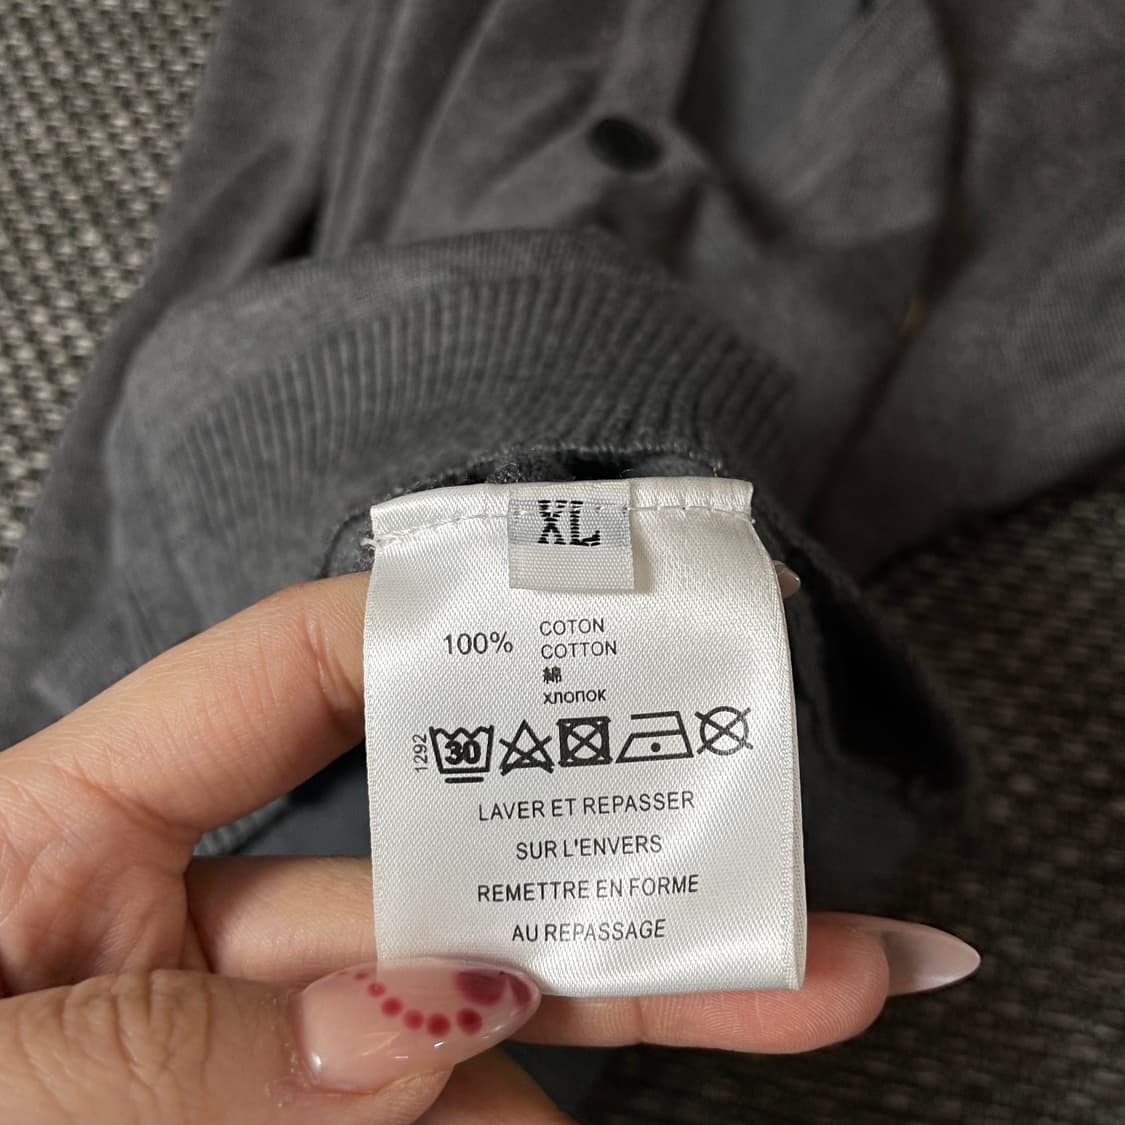 XL
100% COTON
COTTON
綿
хлопок
1292
30
LAVER ET REPASSER
SUR L'ENVERS
REMETTRE EN FORME
AU REPASSAGE